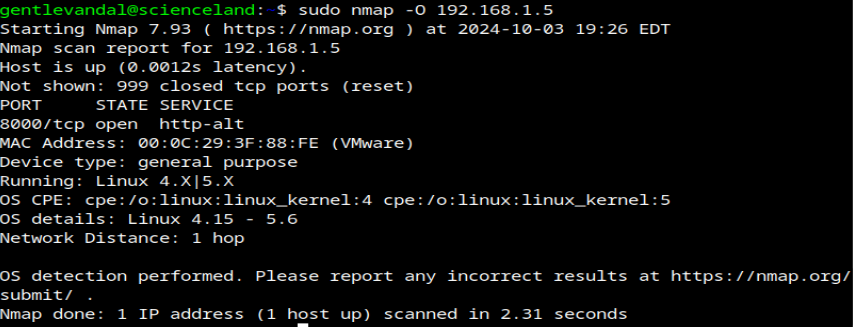 gentlevandal@scienceland:~$ sudo nmap -O 192.168.1.5
Starting Nmap 7.93 ( https://nmap.org ) at 2024-10-03 19:26 EDT
Nmap scan report for 192.168.1.5
Host is up (0.0012s latency).
Not shown: 999 closed tcp ports (reset)
PORT     STATE SERVICE
8000/tcp open  http-alt
MAC Address: 00:0C:29:3F:88:FE (VMware)
Device type: general purpose
Running: Linux 4.X|5.X
OS CPE: cpe:/o:linux:linux_kernel:4 cpe:/o:linux:linux_kernel:5
OS details: Linux 4.15 - 5.6
Network Distance: 1 hop
OS detection performed. Please report any incorrect results at https://nmap.org/
submit/ .
Nmap done: 1 IP address (1 host up) scanned in 2.31 seconds